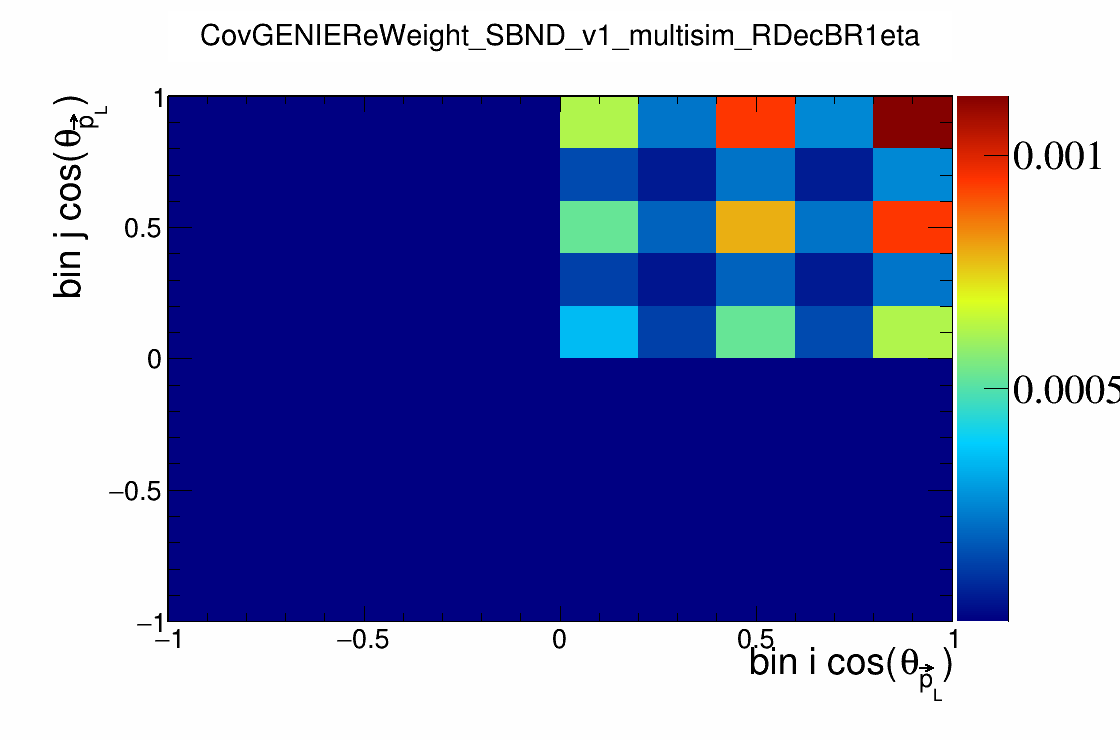 CovGENIEReWeight_SBND_v1_multisim_RDecBR1eta
bin j cos(θ_p⃗_L)
1
0.5
0
−0.5
−1
−1 −0.5 0 0.5 1
bin i cos(θ_p⃗_L)
0.001
0.0005